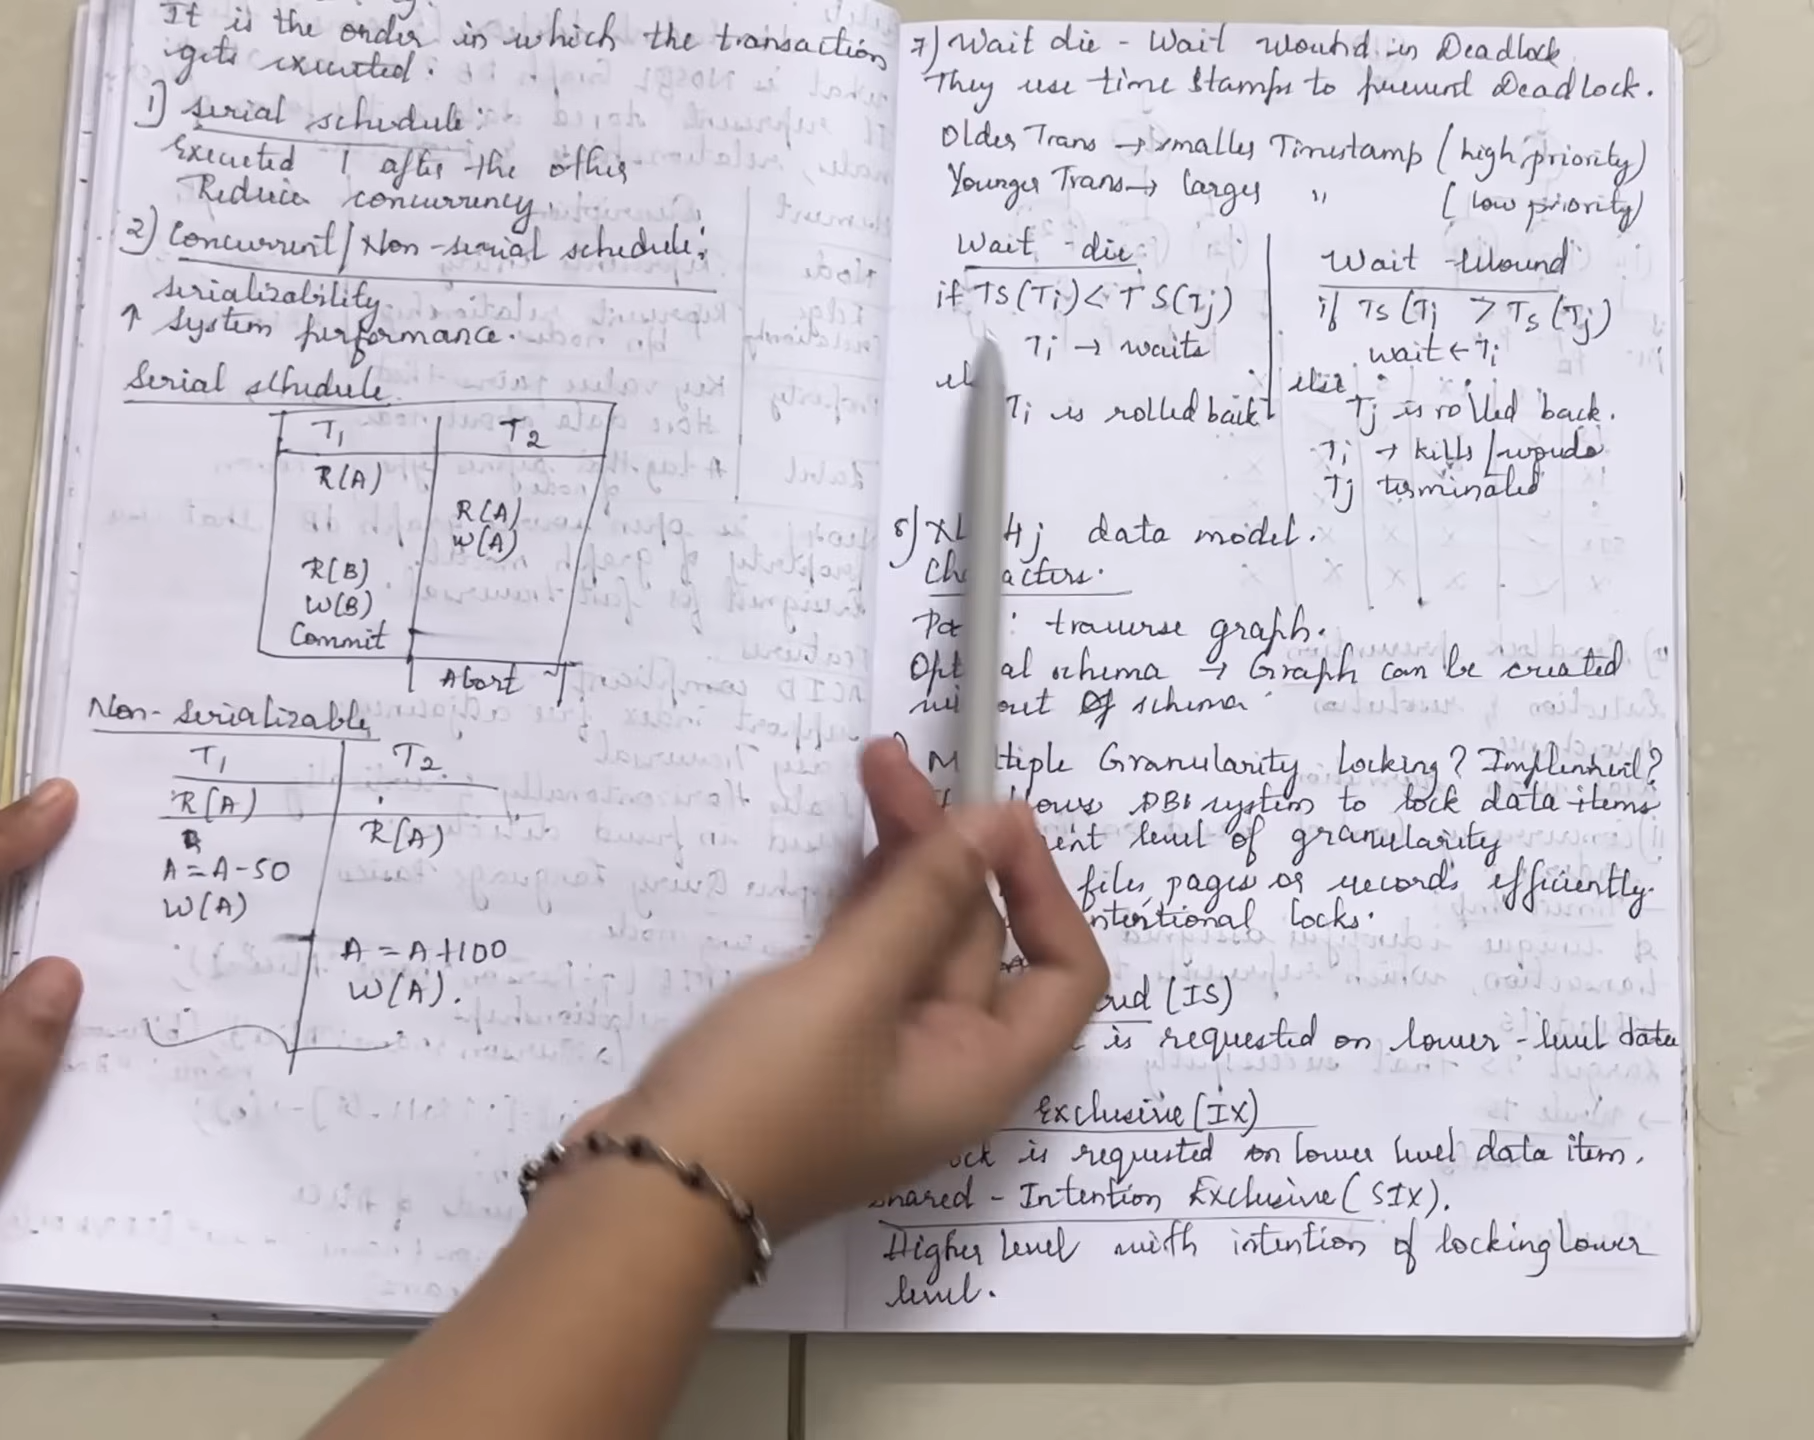 It is the order in which the transaction
gets executed.
1) Serial schedule:
Executed 1 after the other
Reduce concurrency.
2) Concurrent/Non-serial schedule:
serializability
↑ System performance.
Serial schedule
T1 T2
R(A)
R(A)
W(A)
R(B)
W(B)
Commit
Abort
Non-Serializable
T1 T2
R(A)
R(A)
A=A-50
W(A)
A = A+100
W(A).
7) Wait die - Wait Wound in Deadlock
They use time stamps to prevent Deadlock.
Older Trans → smaller Timestamp (high priority)
Younger Trans → larger " (low priority)
Wait - die:
if TS(Ti) < TS(Tj)
Ti → waits
Ti is rolled back
Wait - Wound
if TS(Ti > TS(Tj)
wait ← Ti
else
Tj is rolled back.
Ti → kills/
Tj terminated
8) 4j data model.
: traverse graph.
schema → Graph can be created
of schema
Granularity locking? Implement?
DB system to lock data items
level of granularity
files, pages or records efficiently.
locks.
(IS)
is requested on lower-level data
Exclusive (IX)
is requested on lower level data item.
Shared - Intention Exclusive (SIX).
Higher Level with intention of locking lower
level.